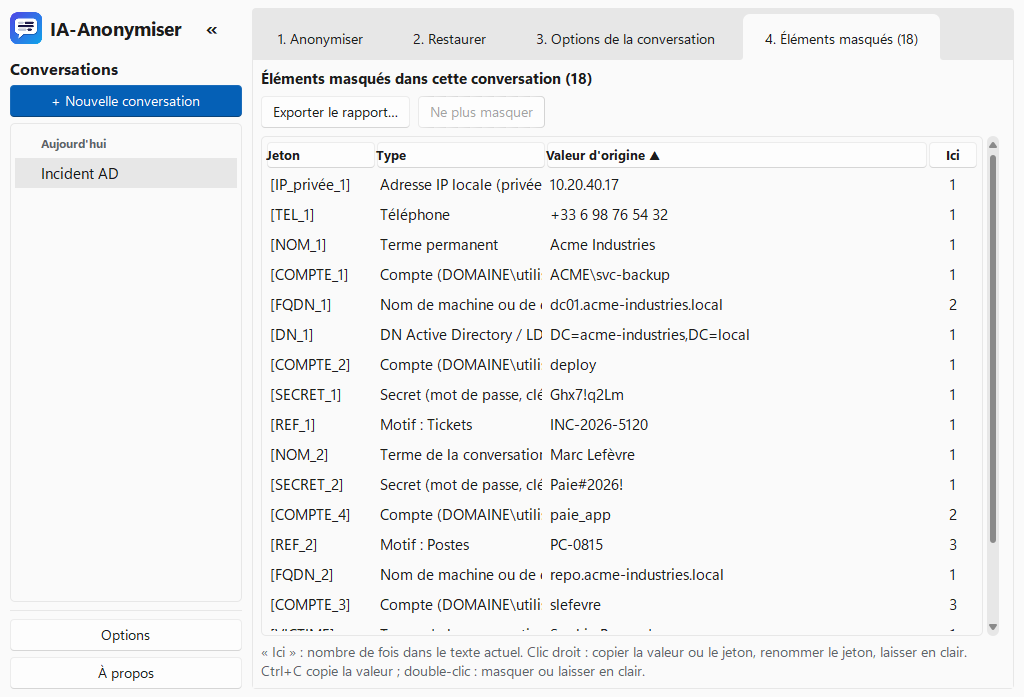 IA-Anonymiser «
Conversations
+ Nouvelle conversation
Aujourd'hui
Incident AD
Options
À propos
1. Anonymiser 2. Restaurer 3. Options de la conversation 4. Éléments masqués (18)
Éléments masqués dans cette conversation (18)
Exporter le rapport... Ne plus masquer
Jeton Type Valeur d'origine ▲ Ici
[IP_privée_1] Adresse IP locale (privée 10.20.40.17 1
[TEL_1] Téléphone +33 6 98 76 54 32 1
[NOM_1] Terme permanent Acme Industries 1
[COMPTE_1] Compte (DOMAINE\utili ACME\svc-backup 1
[FQDN_1] Nom de machine ou de dc01.acme-industries.local 2
[DN_1] DN Active Directory / LD DC=acme-industries,DC=local 1
[COMPTE_2] Compte (DOMAINE\utili deploy 1
[SECRET_1] Secret (mot de passe, clé Ghx7!q2Lm 1
[REF_1] Motif : Tickets INC-2026-5120 1
[NOM_2] Terme de la conversation Marc Lefèvre 1
[SECRET_2] Secret (mot de passe, clé Paie#2026! 1
[COMPTE_4] Compte (DOMAINE\utili paie_app 2
[REF_2] Motif : Postes PC-0815 3
[FQDN_2] Nom de machine ou de repo.acme-industries.local 1
[COMPTE_3] Compte (DOMAINE\utili slefevre 3
« Ici » : nombre de fois dans le texte actuel. Clic droit : copier la valeur ou le jeton, renommer le jeton, laisser en clair.
Ctrl+C copie la valeur ; double-clic : masquer ou laisser en clair.